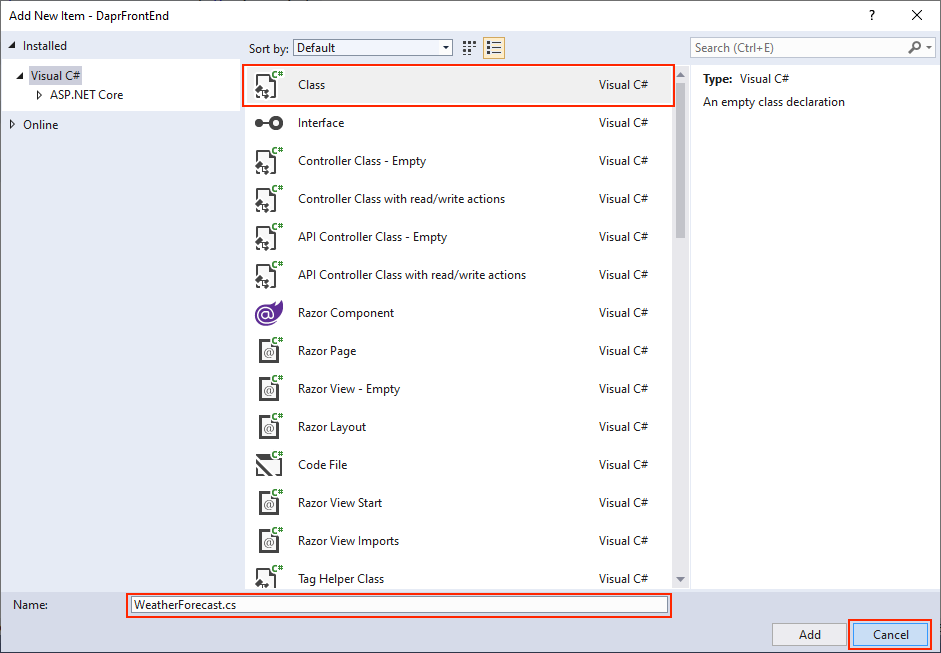 Add New Item - DaprFrontEnd
?
Installed
Sort by: Default
Search (Ctrl+E)
Visual C#
ASP.NET Core
Online
C# Class Visual C#
Interface Visual C#
C# Controller Class - Empty Visual C#
C# Controller Class with read/write actions Visual C#
C# API Controller Class - Empty Visual C#
C# API Controller Class with read/write actions Visual C#
@ Razor Component Visual C#
C# @ Razor Page Visual C#
C# @ Razor View - Empty Visual C#
C# @ Razor Layout Visual C#
C# Code File Visual C#
C# @ Razor View Start Visual C#
C# @ Razor View Imports Visual C#
C# Tag Helper Class Visual C#
Type: Visual C#
An empty class declaration
Name: WeatherForecast.cs
Add Cancel